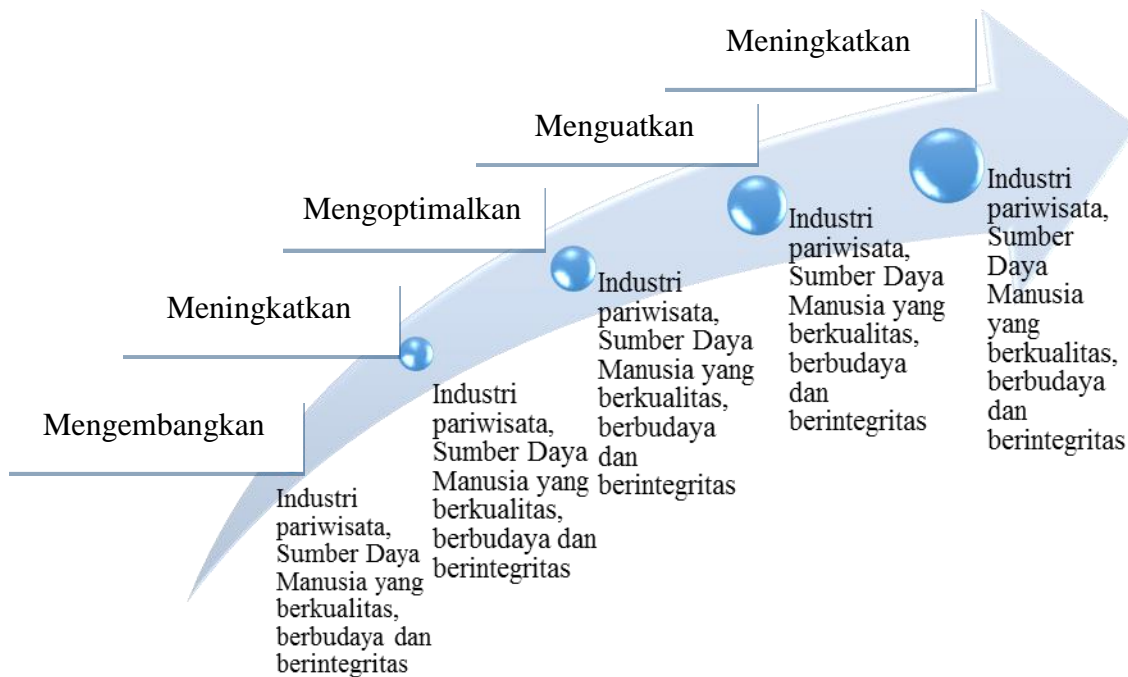 Mengembangkan
Industri
pariwisata,
Sumber Daya
Manusia yang
berkualitas,
berbudaya dan
berintegritas
Meningkatkan
Industri
pariwisata,
Sumber Daya
Manusia yang
berkualitas,
berbudaya dan
berintegritas
Mengoptimalkan
Industri
pariwisata,
Sumber Daya
Manusia yang
berkualitas,
berbudaya
dan
berintegritas
Menguatkan
Industri
pariwisata,
Sumber Daya
Manusia yang
berkualitas,
berbudaya
dan
berintegritas
Meningkatkan
Industri
pariwisata,
Sumber
Daya
Manusia
yang
berkualitas,
berbudaya
dan
berintegritas